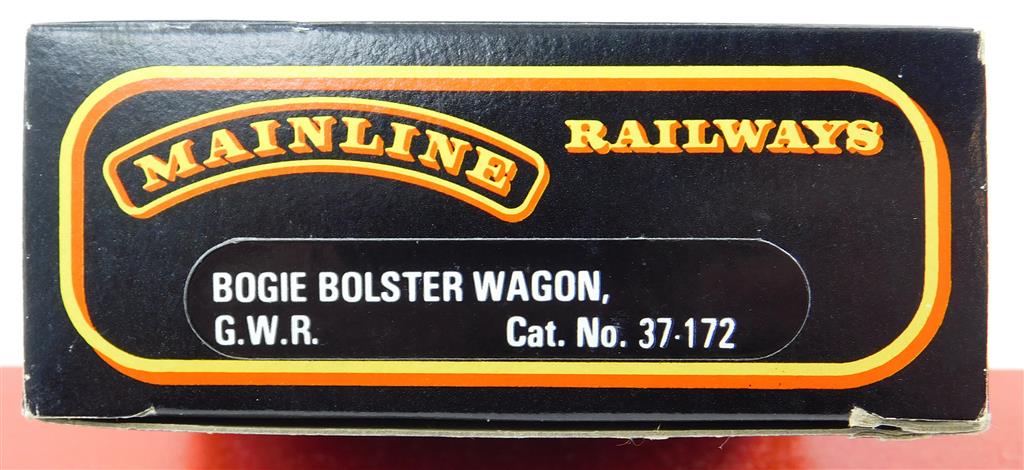 MAINLINE RAILWAYS
BOGIE BOLSTER WAGON,
G.W.R. Cat. No. 37-172